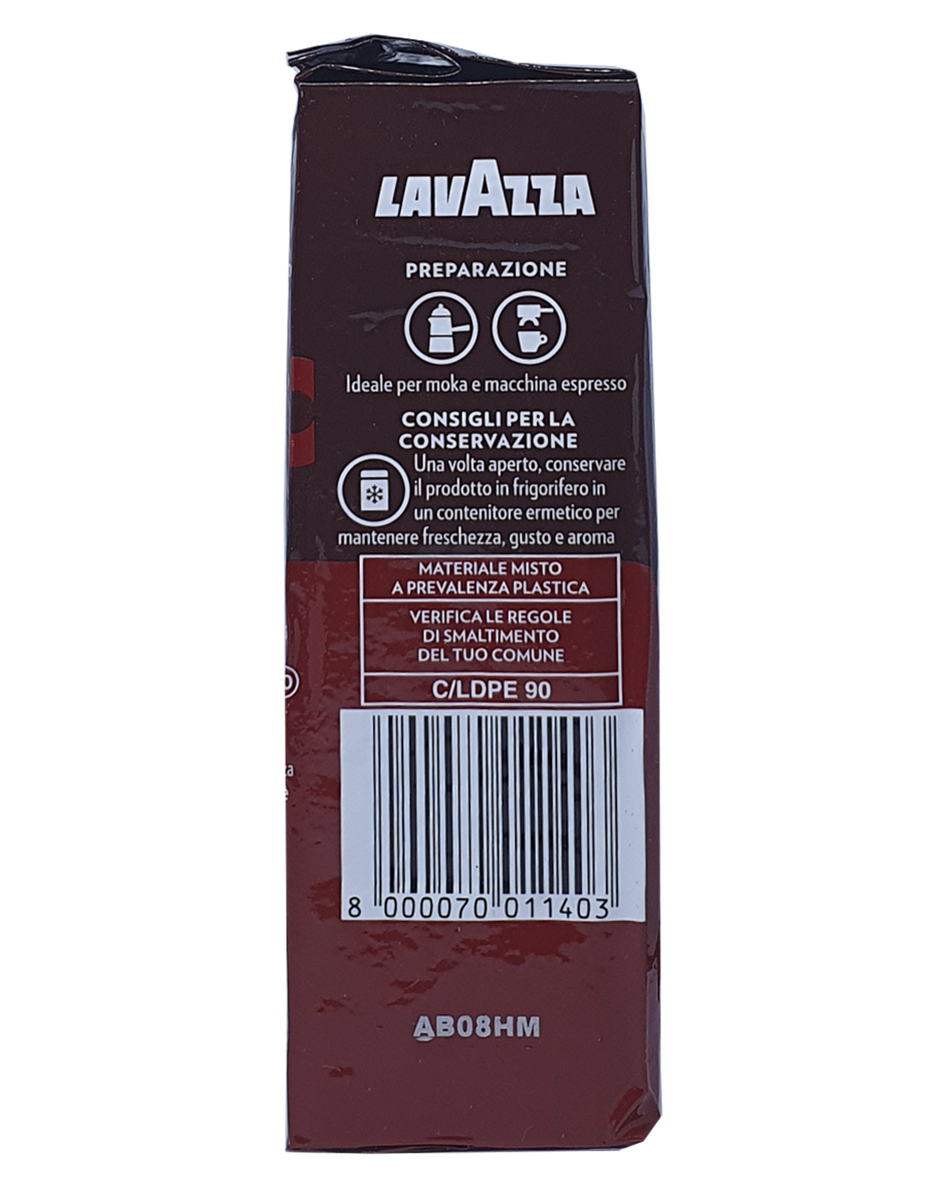 LAVAZZA
PREPARAZIONE
Ideale per moka e macchina espresso
CONSIGLI PER LA
CONSERVAZIONE
Una volta aperto, conservare
il prodotto in frigorifero in
un contenitore ermetico per
mantenere freschezza, gusto e aroma
MATERIALE MISTO
A PREVALENZA PLASTICA
VERIFICA LE REGOLE
DI SMALTIMENTO
DEL TUO COMUNE
C/LDPE 90
8 000070 011403
AB08HM